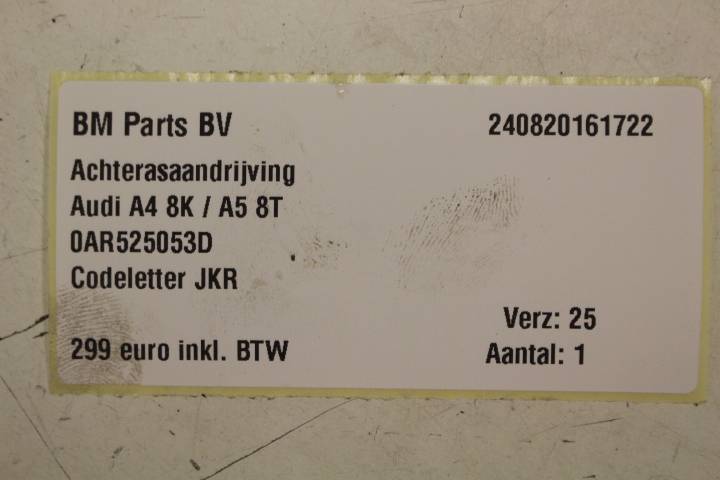 BM Parts BV 240820161722
Achterasaandrijving
Audi A4 8K / A5 8T
0AR525053D
Codeletter JKR
Verz: 25
299 euro inkl. BTW Aantal: 1